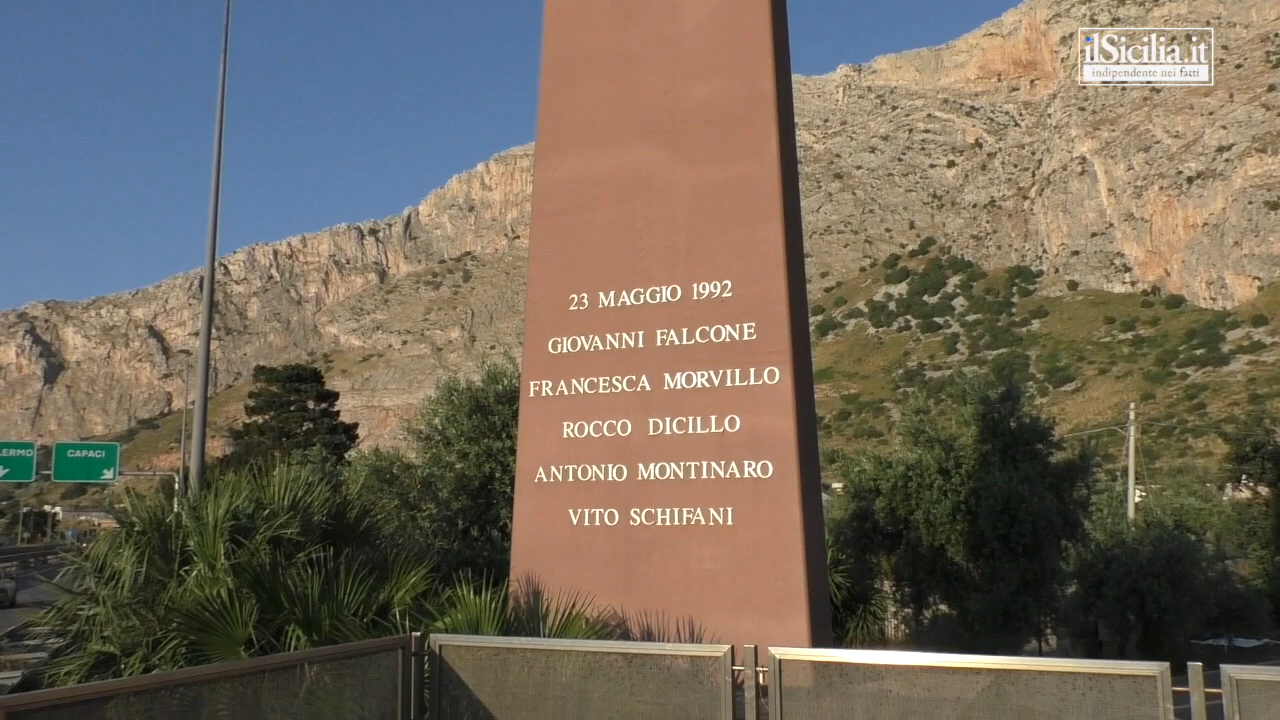 ilSicilia.it
indipendente nei fatti
23 MAGGIO 1992
GIOVANNI FALCONE
FRANCESCA MORVILLO
ROCCO DICILLO
ANTONIO MONTINARO
VITO SCHIFANI
CAPACI